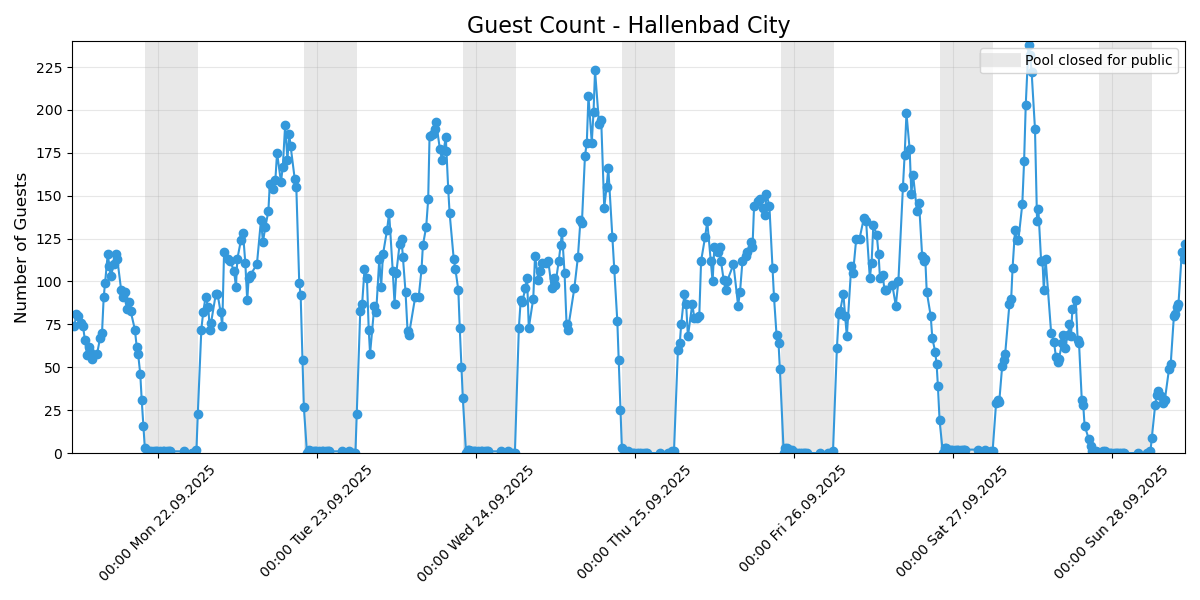 Guest Count - Hallenbad City
Pool closed for public
Number of Guests
225
200
175
150
125
100
75
50
25
0
00:00 Mon 22.09.2025
00:00 Tue 23.09.2025
00:00 Wed 24.09.2025
00:00 Thu 25.09.2025
00:00 Fri 26.09.2025
00:00 Sat 27.09.2025
00:00 Sun 28.09.2025